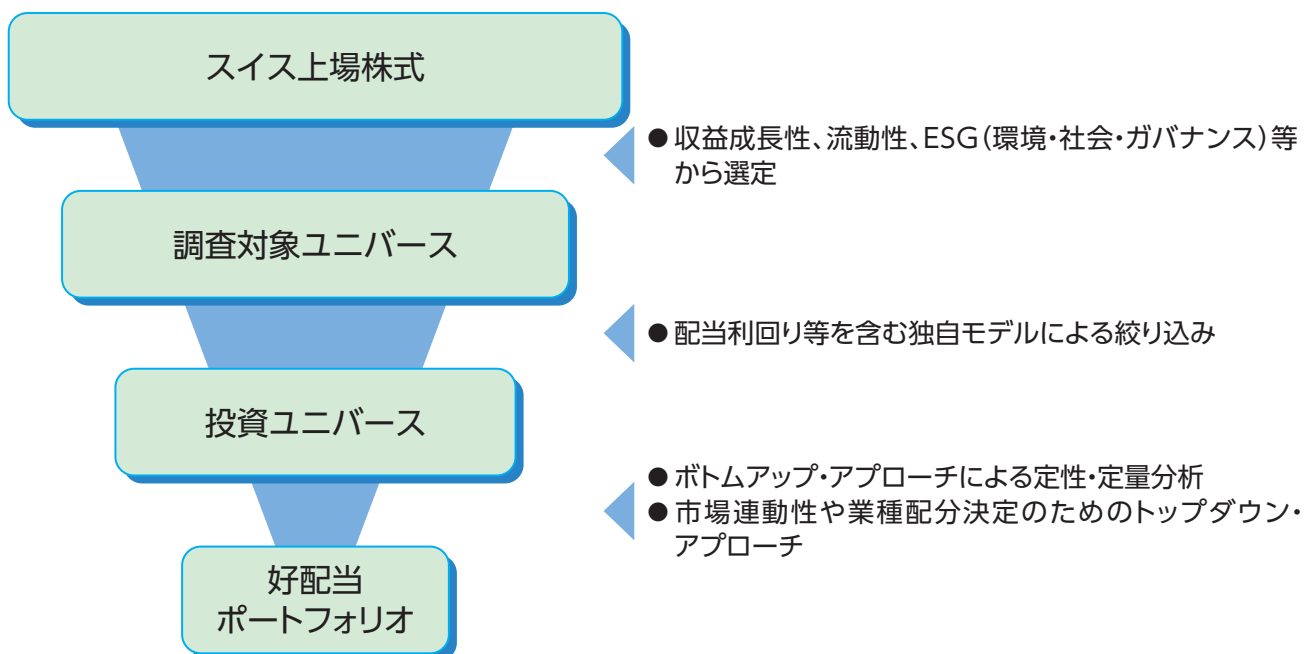 スイス上場株式
● 収益成長性、流動性、ESG(環境・社会・ガバナンス)等
から選定
調査対象ユニバース
● 配当利回り等を含む独自モデルによる絞り込み
投資ユニバース
● ボトムアップ・アプローチによる定性・定量分析
● 市場連動性や業種配分決定のためのトップダウン・
アプローチ
好配当
ポートフォリオ